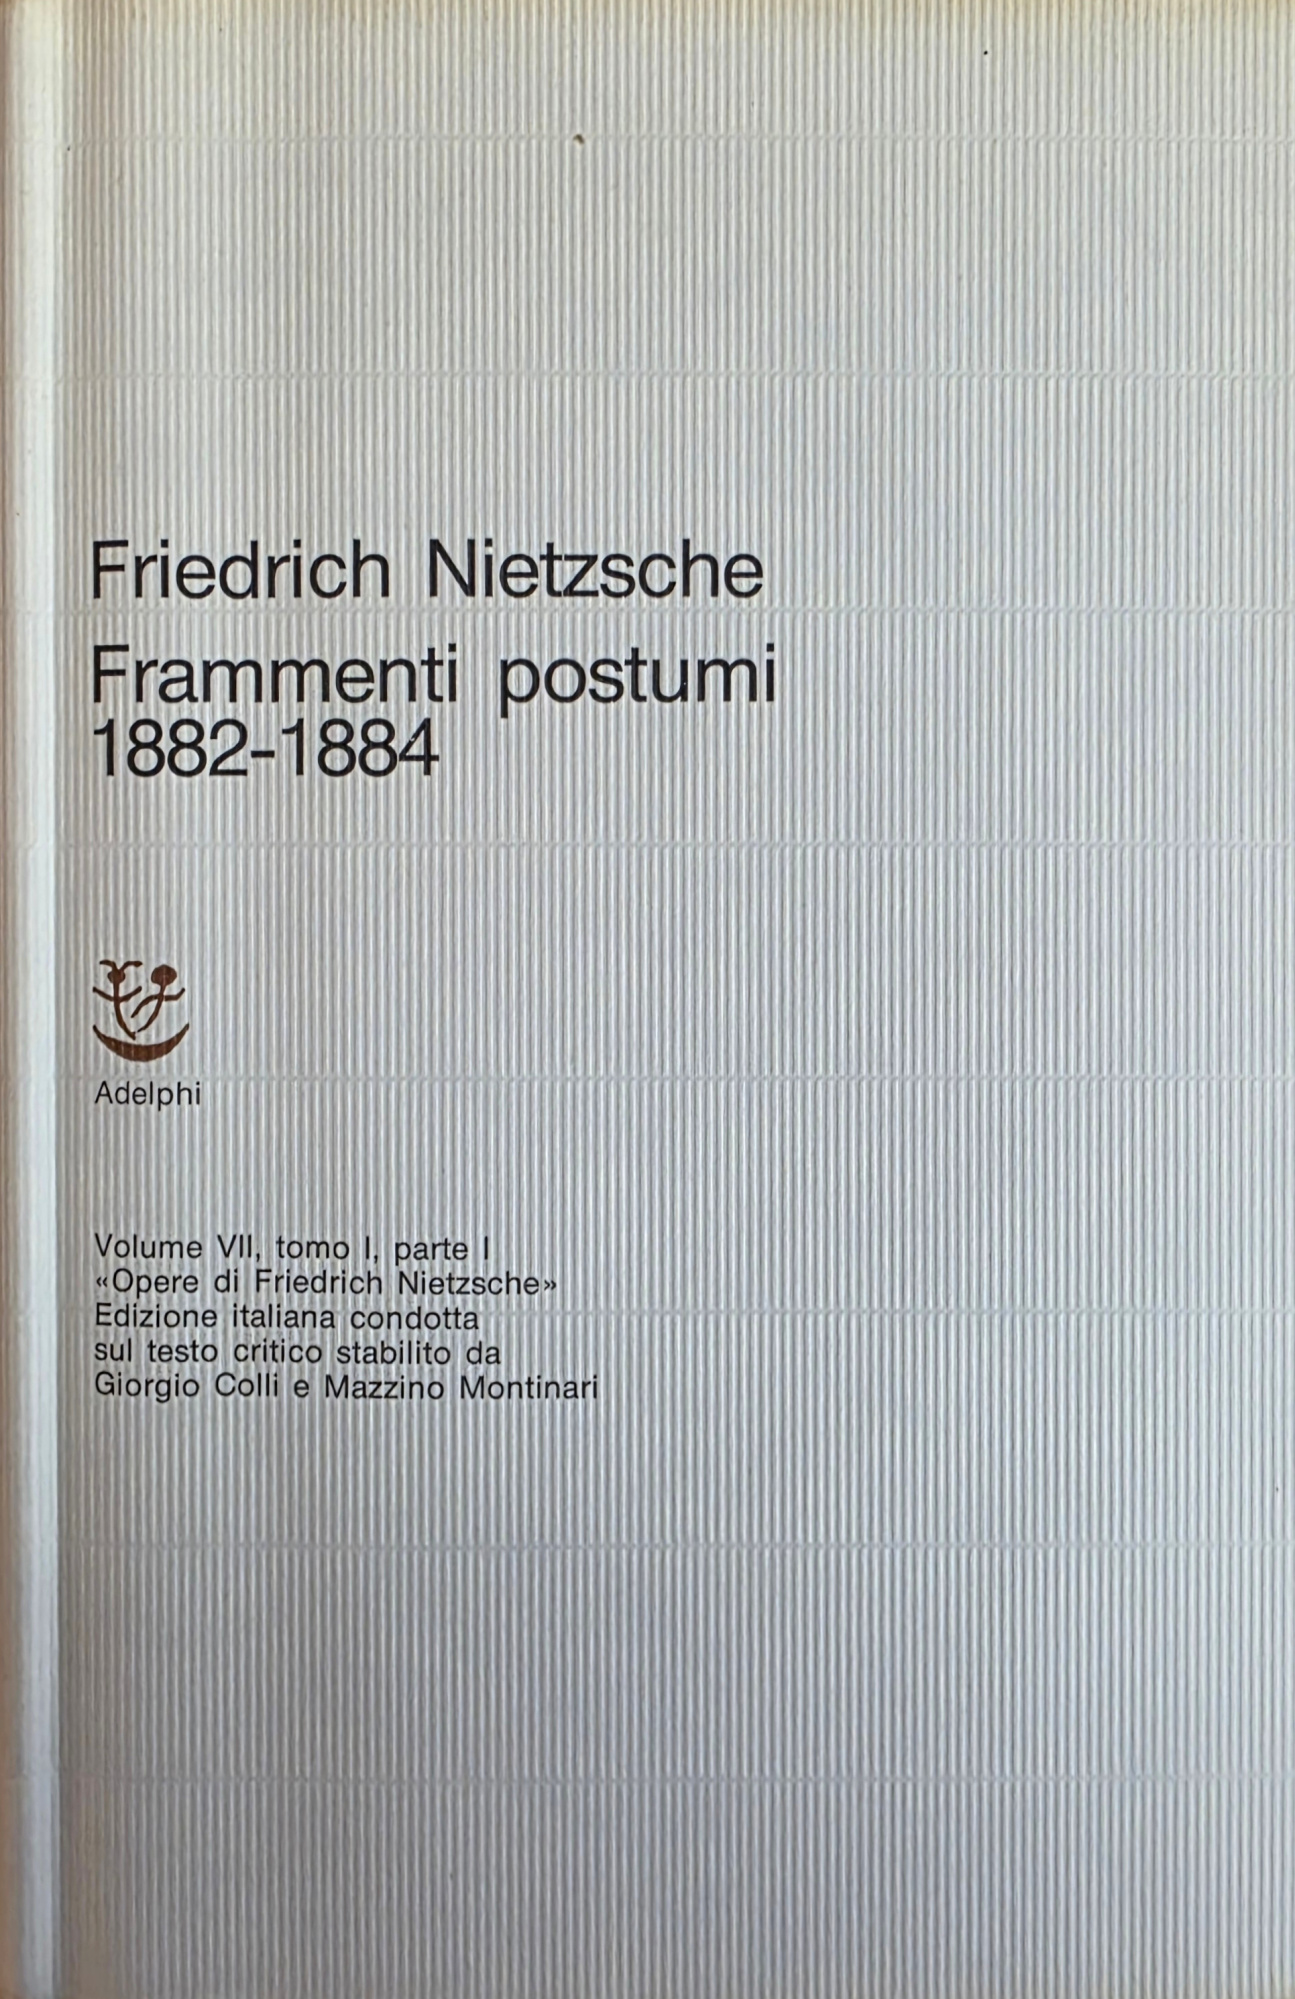 Friedrich Nietzsche
Frammenti postumi
1882-1884
Adelphi
Volume VII, tomo I, parte I
«Opere di Friedrich Nietzsche»
Edizione italiana condotta
sul testo critico stabilito da
Giorgio Colli e Mazzino Montinari